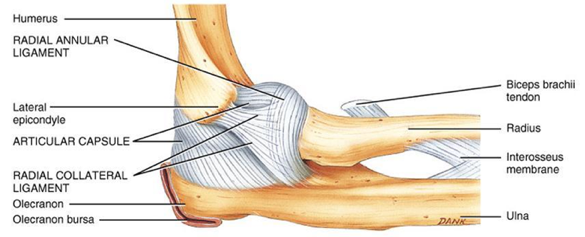 Humerus
RADIAL ANNULAR
LIGAMENT
Lateral
epicondyle
ARTICULAR CAPSULE
RADIAL COLLATERAL
LIGAMENT
Olecranon
Olecranon bursa
Biceps brachii
tendon
Radius
Interosseus
membrane
Ulna
DANK